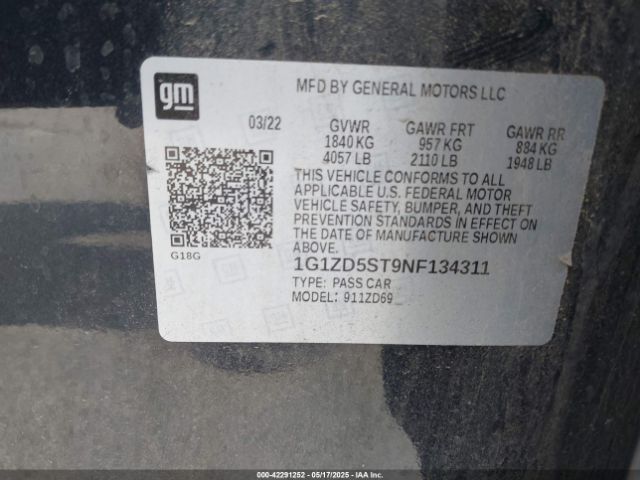 gm
MFD BY GENERAL MOTORS LLC
03/22 GVWR GAWR FRT GAWR RR
1840 KG 957 KG 884 KG
4057 LB 2110 LB 1948 LB
THIS VEHICLE CONFORMS TO ALL
APPLICABLE U.S. FEDERAL MOTOR
VEHICLE SAFETY, BUMPER, AND THEFT
PREVENTION STANDARDS IN EFFECT ON
THE DATE OF MANUFACTURE SHOWN
ABOVE.
G18G
1G1ZD5ST9NF134311
TYPE: PASS CAR
MODEL: 911ZD69
000-42291252 - 05/17/2025 - IAA Inc.